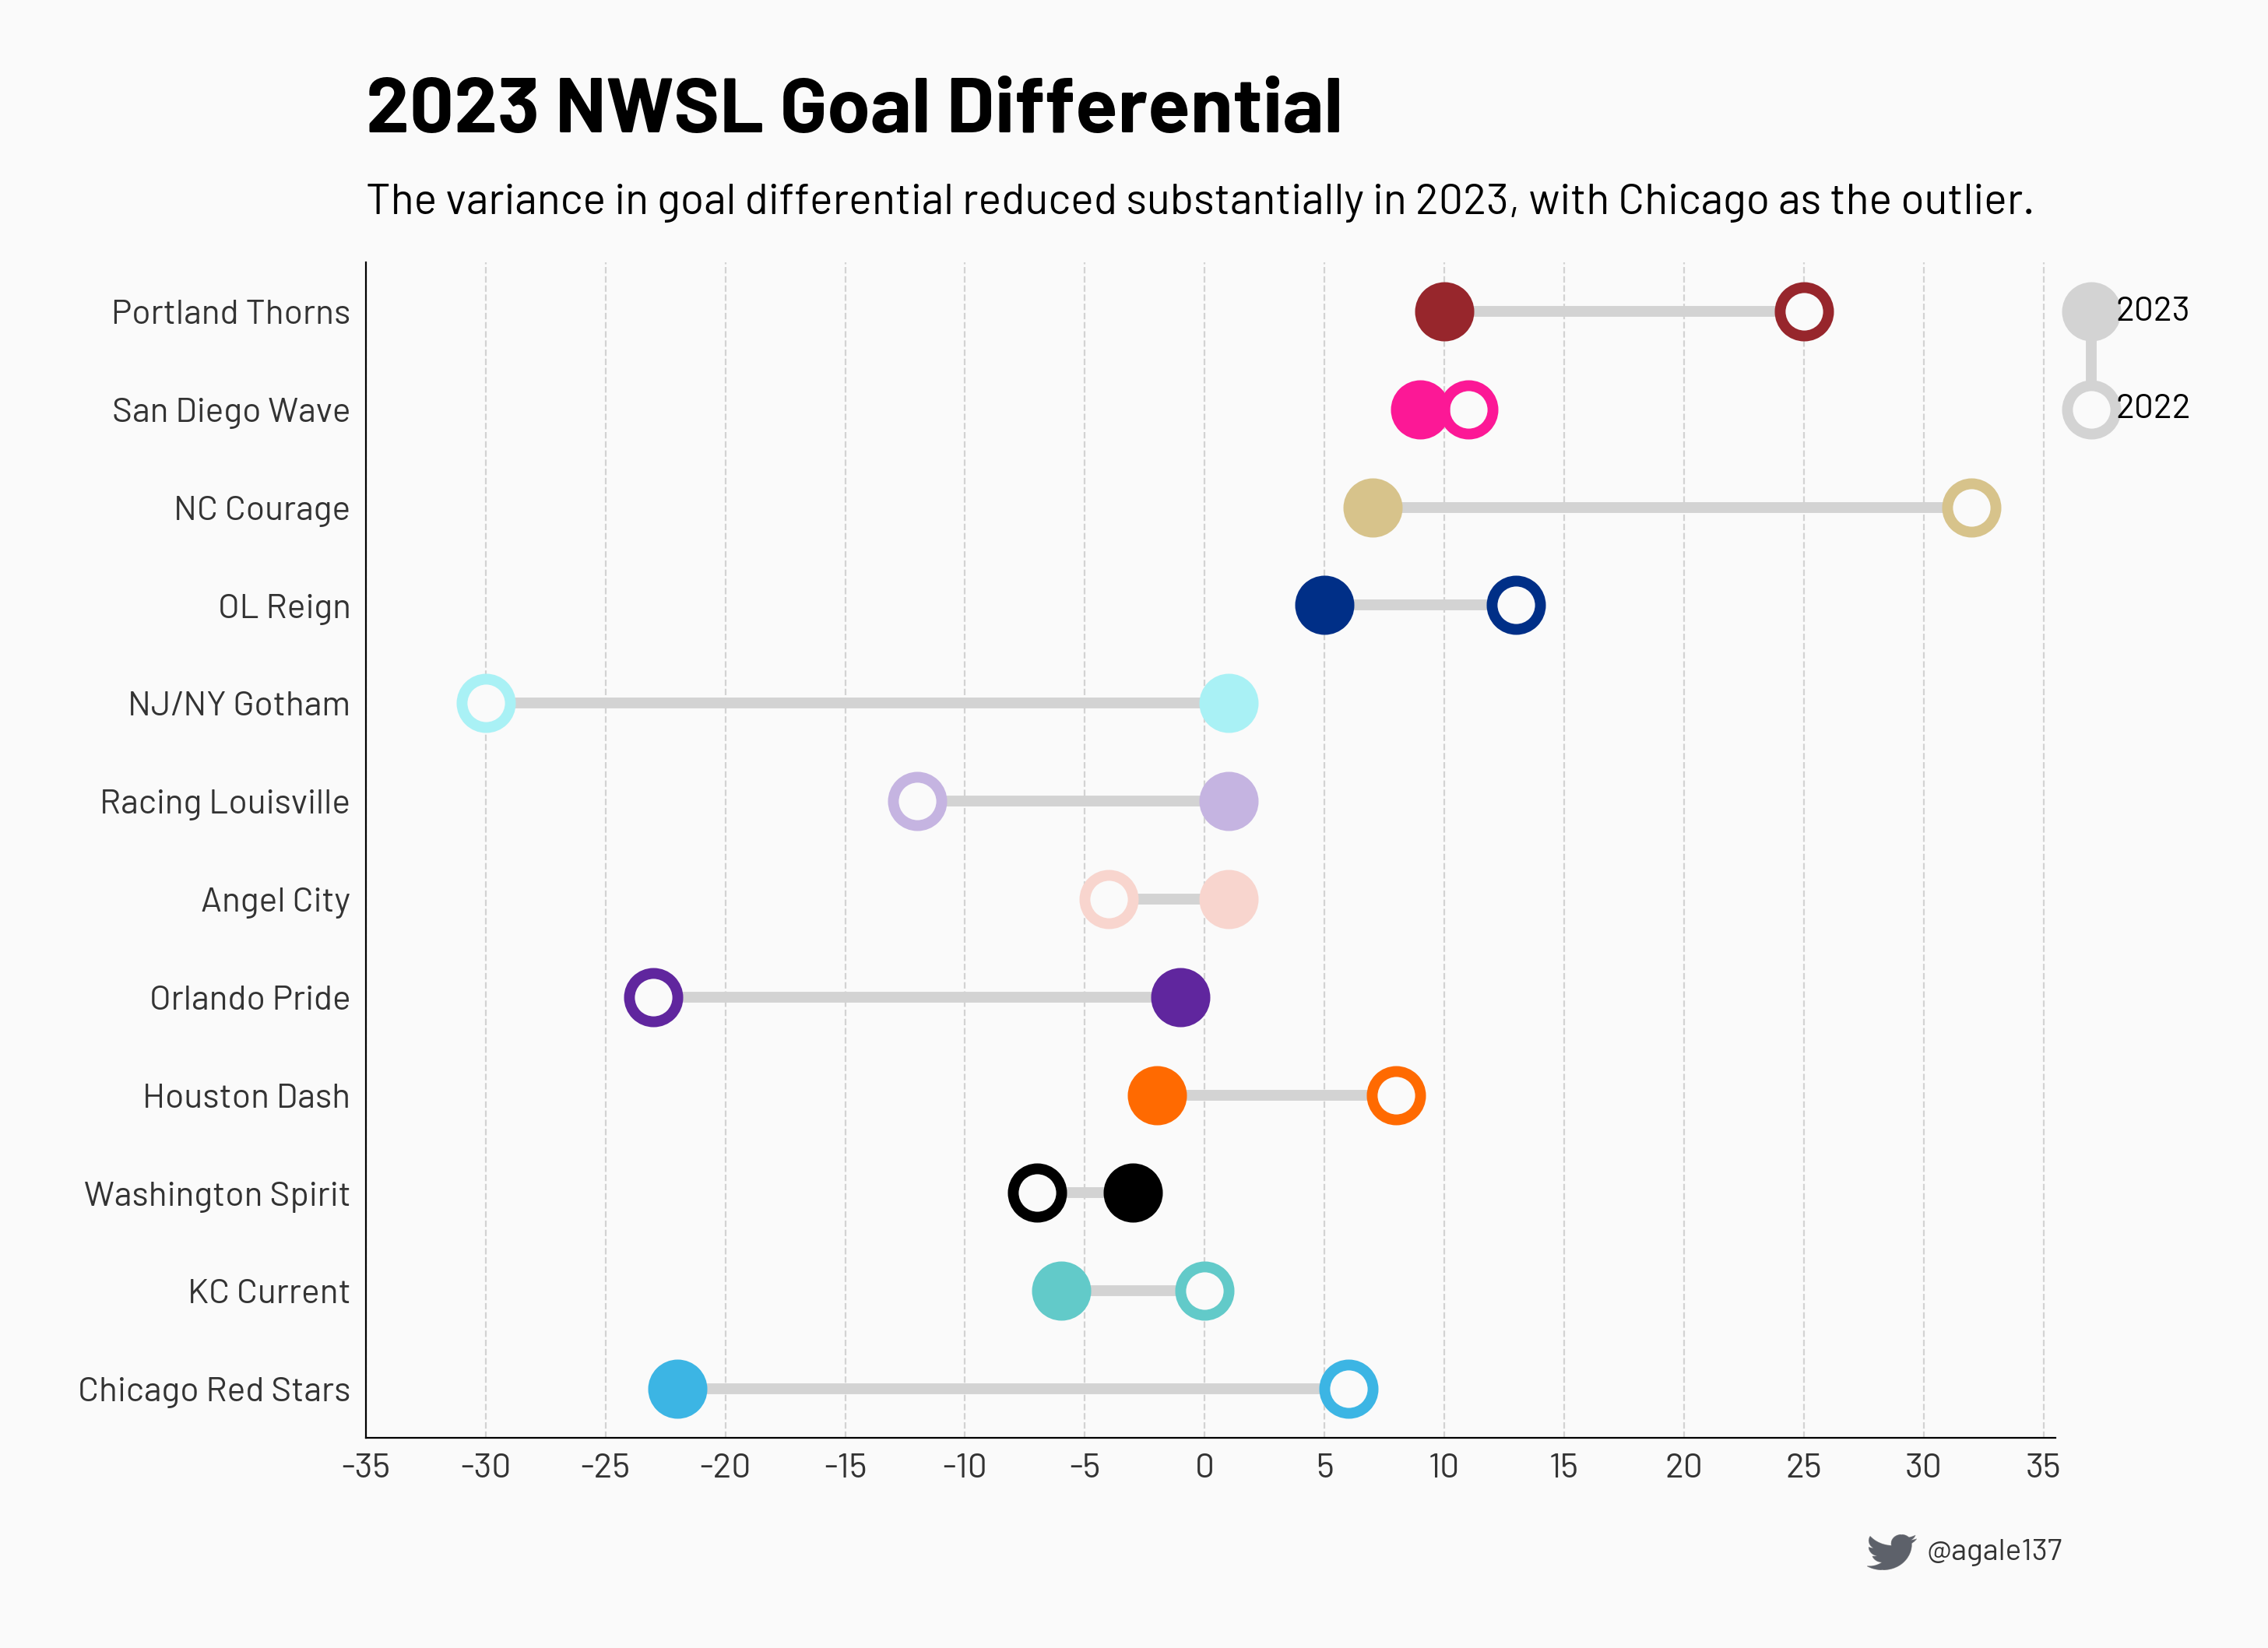 2023 NWSL Goal Differential
The variance in goal differential reduced substantially in 2023, with Chicago as the outlier.
Portland Thorns
2023
San Diego Wave
2022
NC Courage
OL Reign
NJ/NY Gotham
Racing Louisville
Angel City
Orlando Pride
Houston Dash
Washington Spirit
KC Current
Chicago Red Stars
-35 -30 -25 -20 -15 -10 -5 0 5 10 15 20 25 30 35
@agale137